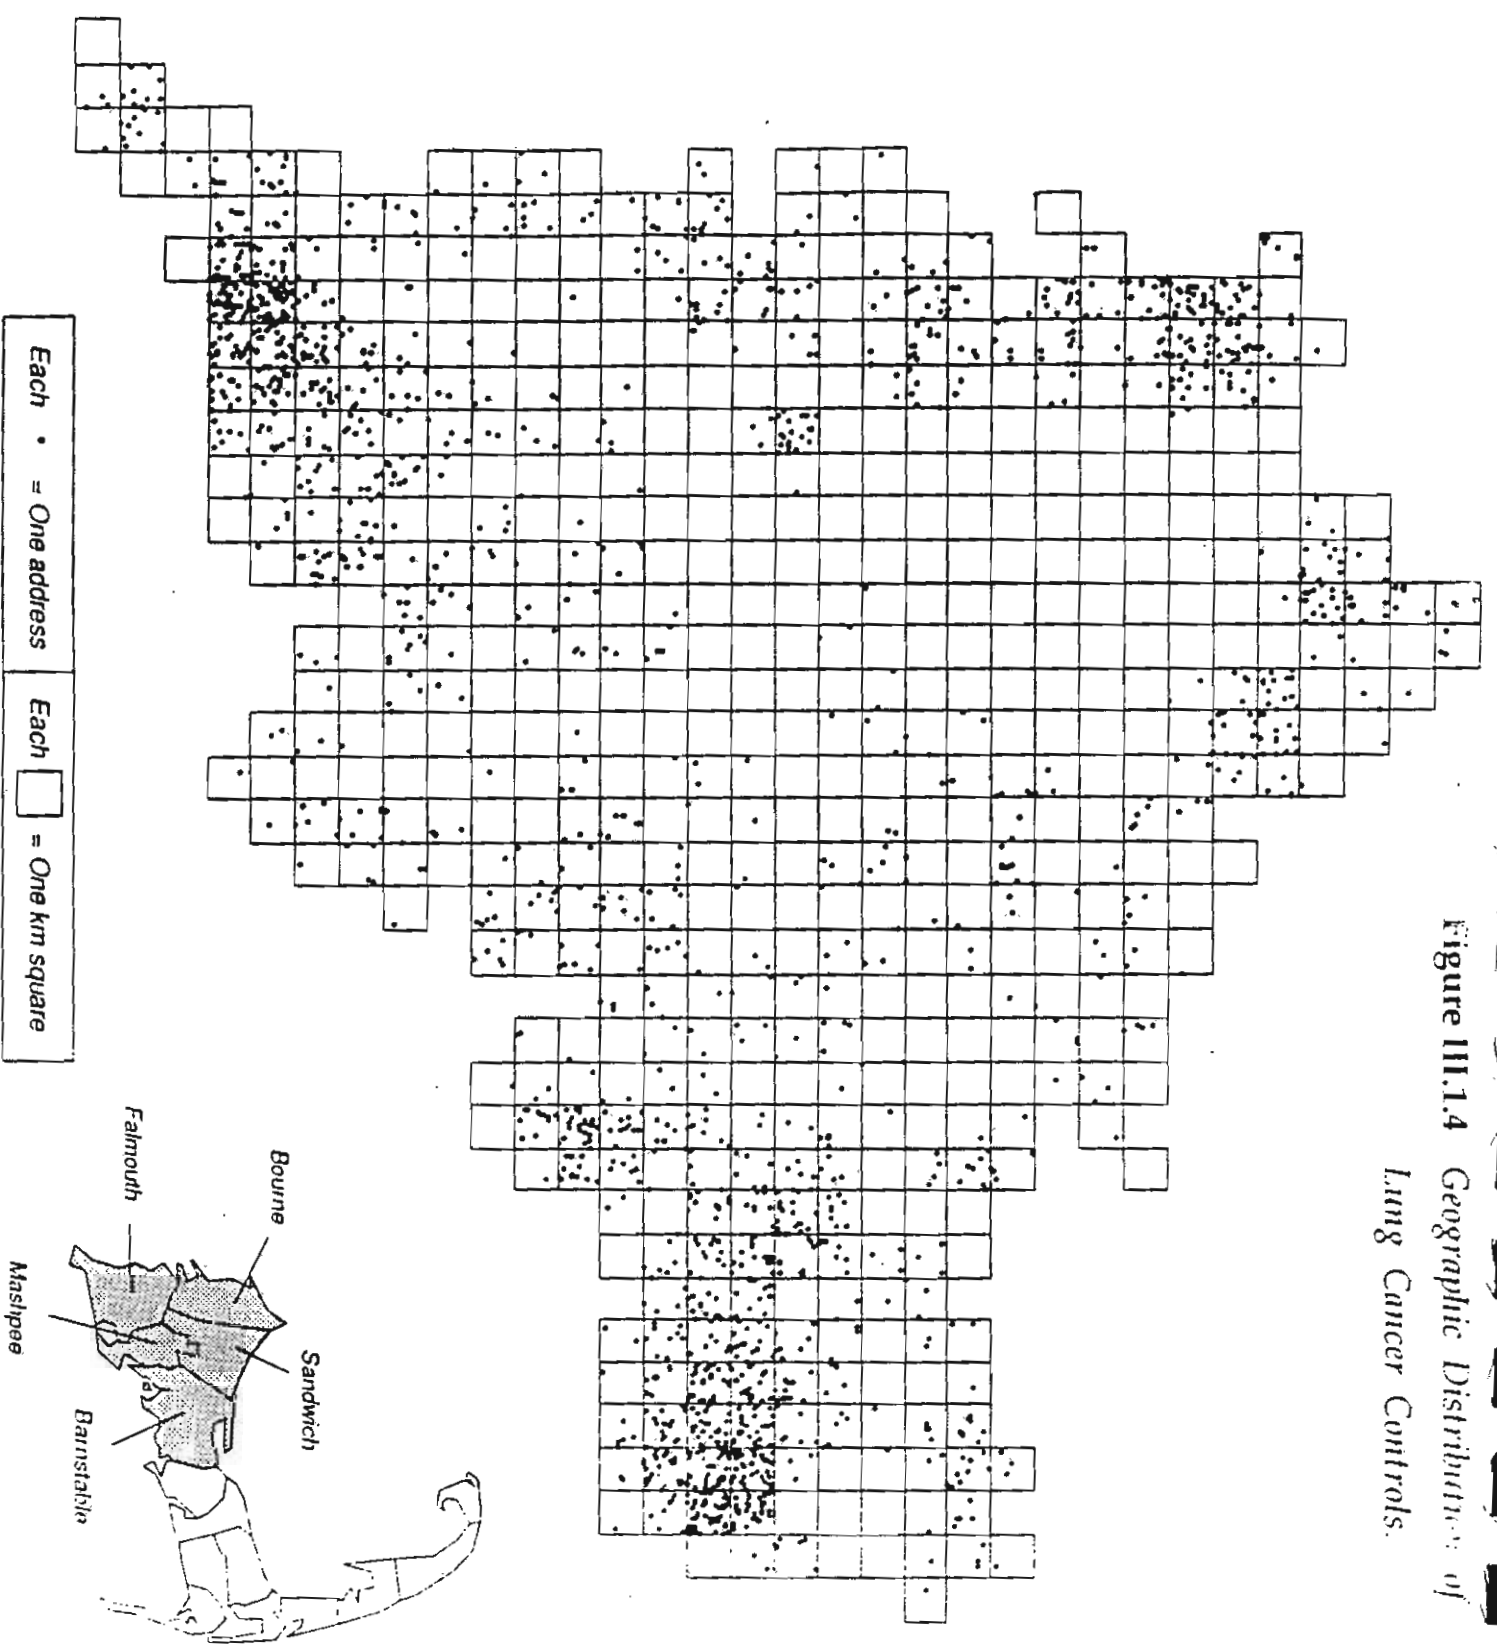 Figure III.1.4 Geographic Distribution of
Lung Cancer Controls.
Each • = One address
Each = One km square
Bourne
Falmouth
Sandwich
Mashpee
Barnstable